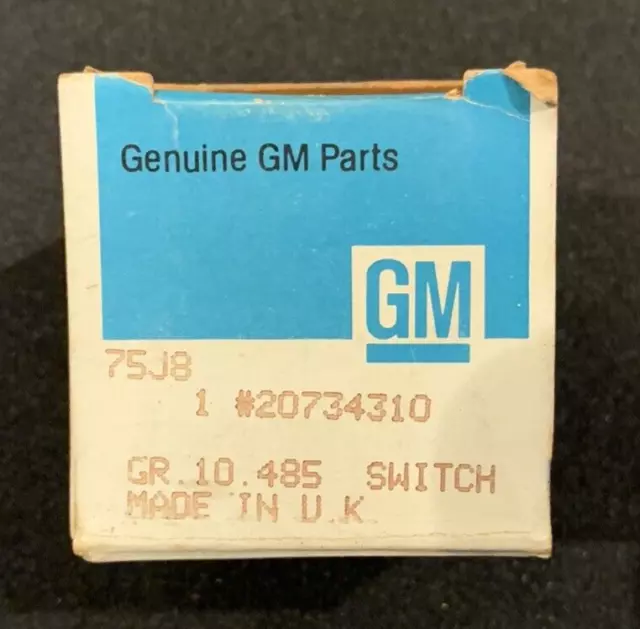 Genuine GM Parts
GM
75J8
1 #20734310
GR.10.485 SWITCH
MADE IN U.K.